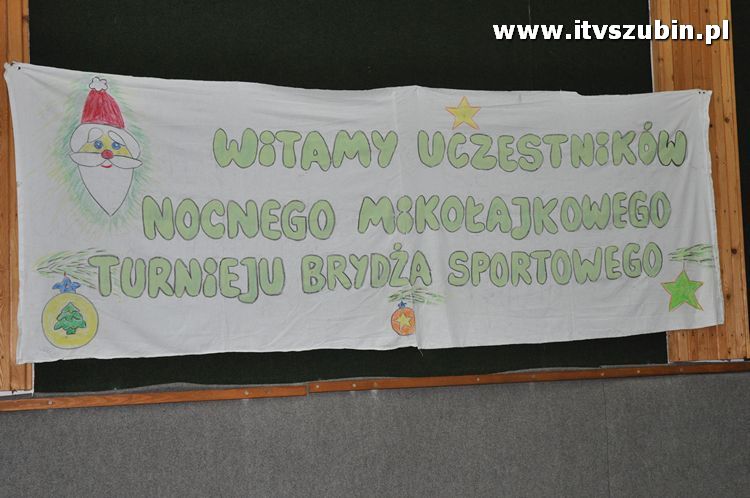 www.itvszubin.pl
WiTAMY UCZESTNiKÓW
NOCNEGO MiKOŁAJKOWEGO
TURNiEJU BRYDŻA SPORTOWEGO